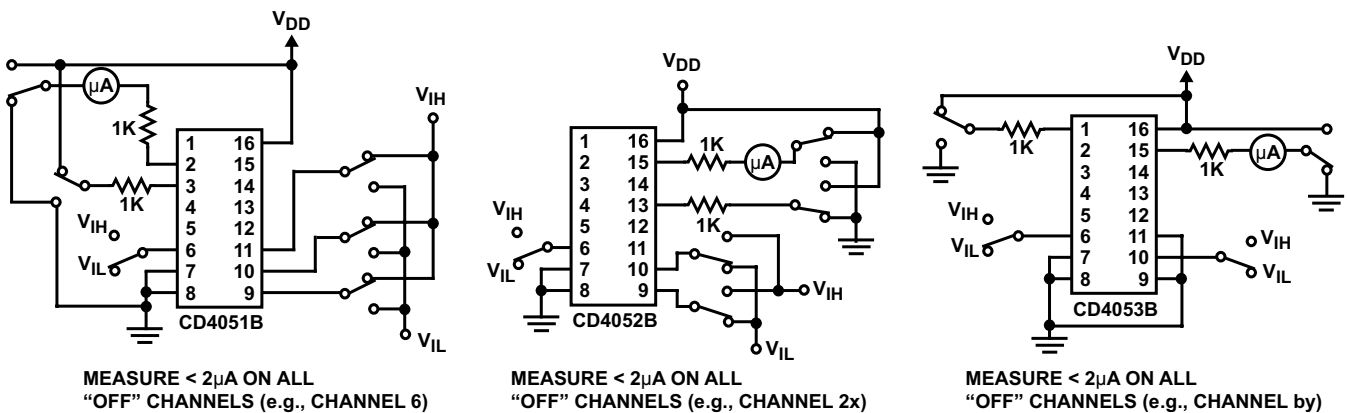 VDD
µA
1K
1K
1
2
3
4
5
6
7
8
16
15
14
13
12
11
10
9
VIH
VIL
VIH
VIL
CD4051B
MEASURE < 2µA ON ALL
“OFF” CHANNELS (e.g., CHANNEL 6)
VDD
1
2
3
4
5
6
7
8
16
15
14
13
12
11
10
9
1K
µA
1K
VIH
VIL
VIH
VIL
CD4052B
MEASURE < 2µA ON ALL
“OFF” CHANNELS (e.g., CHANNEL 2x)
VDD
1K
1
2
3
4
5
6
7
8
16
15
14
13
12
11
10
9
1K
µA
VIH
VIL
VIH
VIL
CD4053B
MEASURE < 2µA ON ALL
“OFF” CHANNELS (e.g., CHANNEL by)